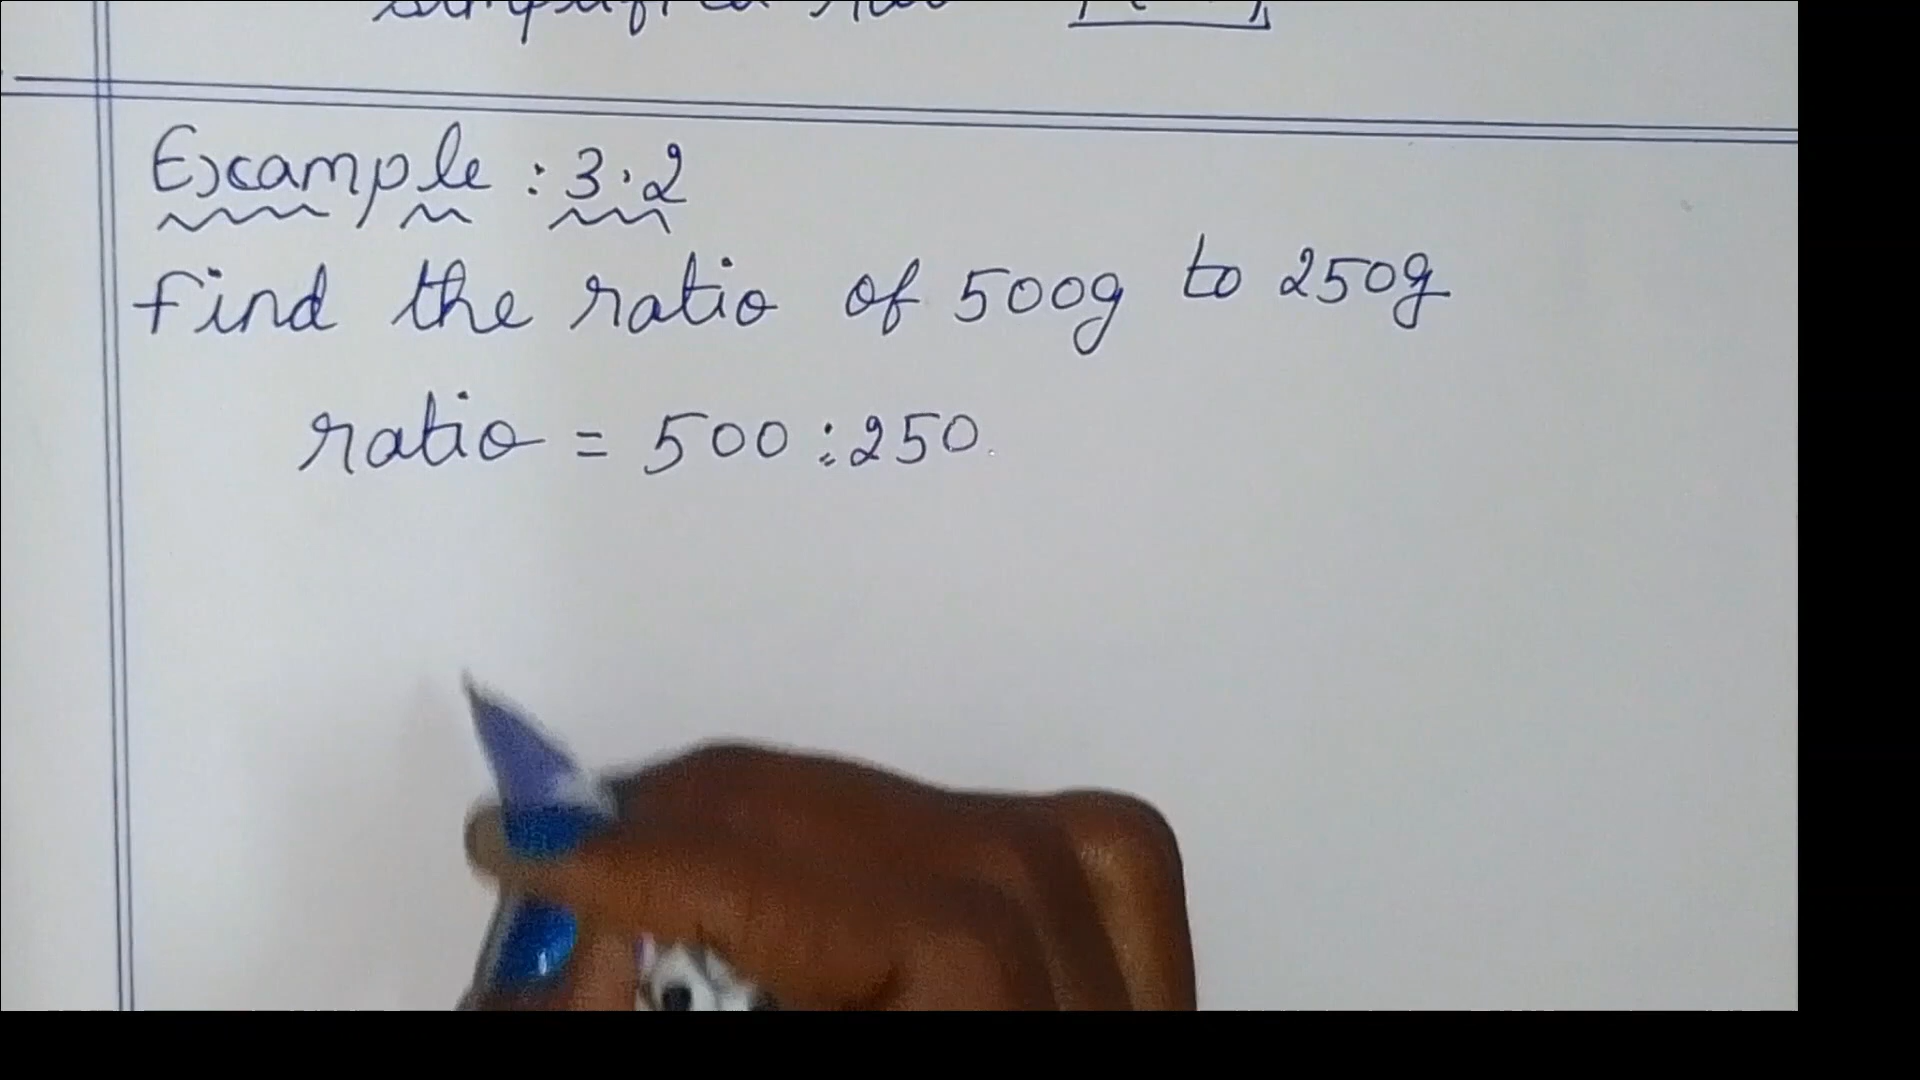 Example : 3.2
Find the ratio of 500g to 250g
ratio = 500 : 250